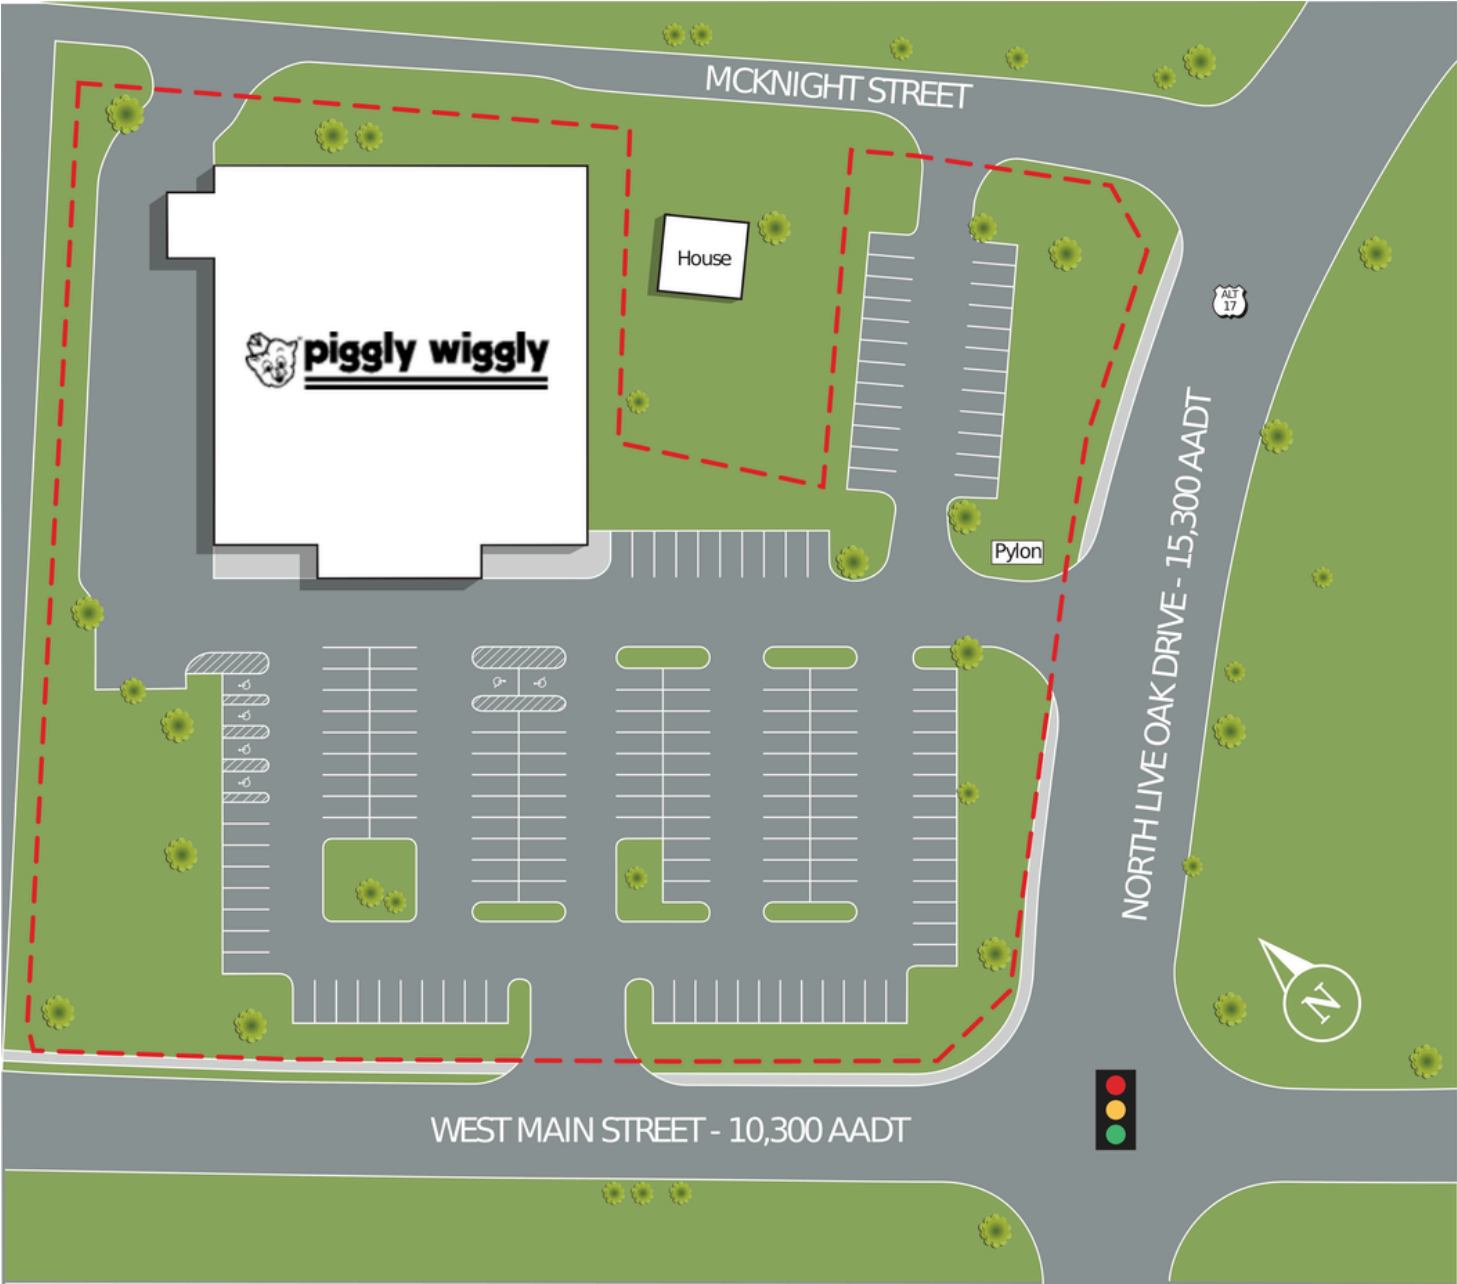 MCKNIGHT STREET
House
ALT
17
piggly wiggly
NORTH LIVE OAK DRIVE - 15,300 AADT
Pylon
N
WEST MAIN STREET - 10,300 AADT